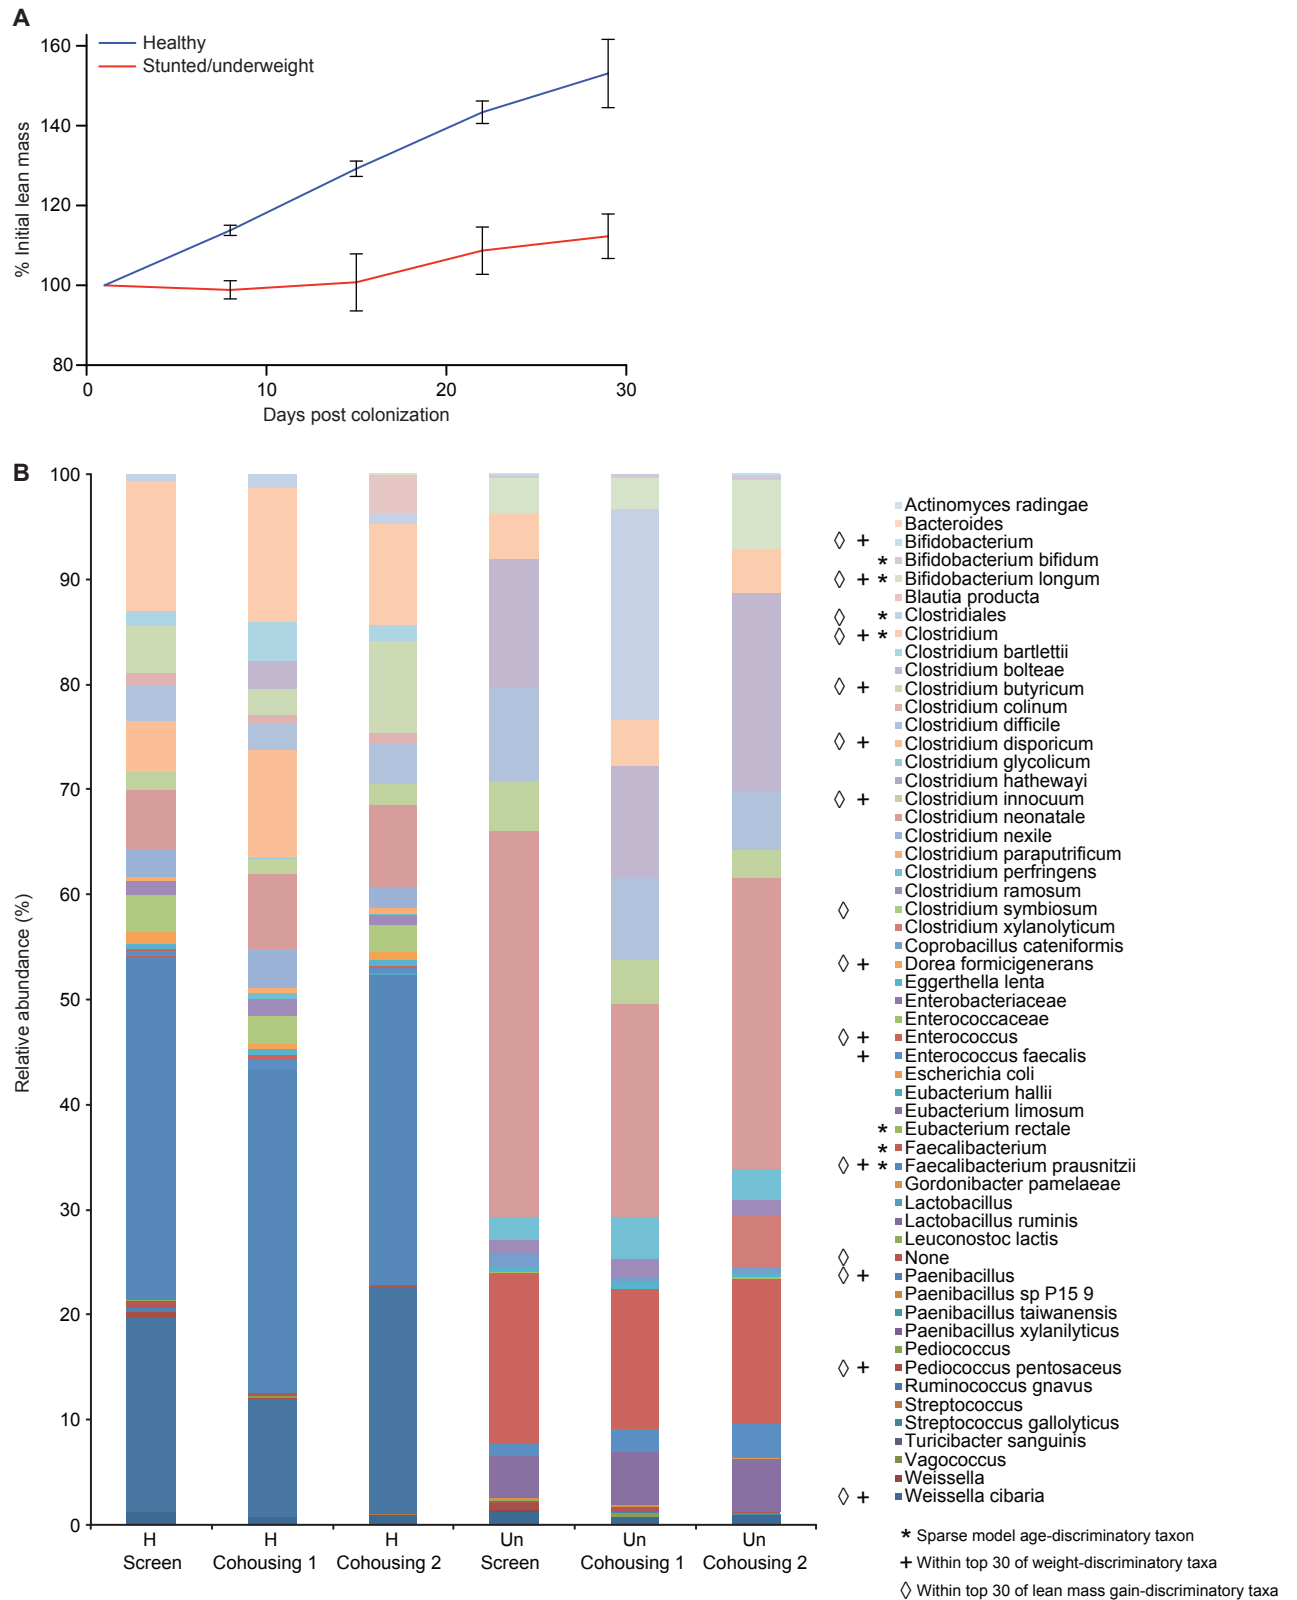 A
160
140
120
100
80
% Initial lean mass
Healthy
Stunted/underweight
0
10
20
30
Days post colonization
B
100
90
80
70
60
50
40
30
20
10
0
Relative abundance (%)
H
Screen
H
Cohousing 1
H
Cohousing 2
Un
Screen
Un
Cohousing 1
Un
Cohousing 2
Actinomyces radingae
Bacteroides
◊ + Bifidobacterium
* Bifidobacterium bifidum
◊ + * Bifidobacterium longum
Blautia producta
◊ * Clostridiales
◊ + * Clostridium
Clostridium bartlettii
Clostridium bolteae
◊ + Clostridium butyricum
Clostridium colinum
Clostridium difficile
◊ + Clostridium disporicum
Clostridium glycolicum
Clostridium hathewayi
◊ + Clostridium innocuum
Clostridium neonatale
Clostridium nexile
Clostridium paraputrificum
Clostridium perfringens
Clostridium ramosum
◊ Clostridium symbiosum
Clostridium xylanolyticum
Coprobacillus cateniformis
◊ + Dorea formicigenerans
Eggerthella lenta
Enterobacteriaceae
Enterococcaceae
◊ + Enterococcus
+ Enterococcus faecalis
Escherichia coli
Eubacterium hallii
Eubacterium limosum
* Eubacterium rectale
* Faecalibacterium
◊ + * Faecalibacterium prausnitzii
Gordonibacter pamelaeae
Lactobacillus
Lactobacillus ruminis
Leuconostoc lactis
◊ None
◊ + Paenibacillus
Paenibacillus sp P15 9
Paenibacillus taiwanensis
Paenibacillus xylanilyticus
Pediococcus
◊ + Pediococcus pentosaceus
Ruminococcus gnavus
Streptococcus
Streptococcus gallolyticus
Turicibacter sanguinis
Vagococcus
Weissella
◊ + Weissella cibaria
* Sparse model age-discriminatory taxon
+ Within top 30 of weight-discriminatory taxa
◊ Within top 30 of lean mass gain-discriminatory taxa